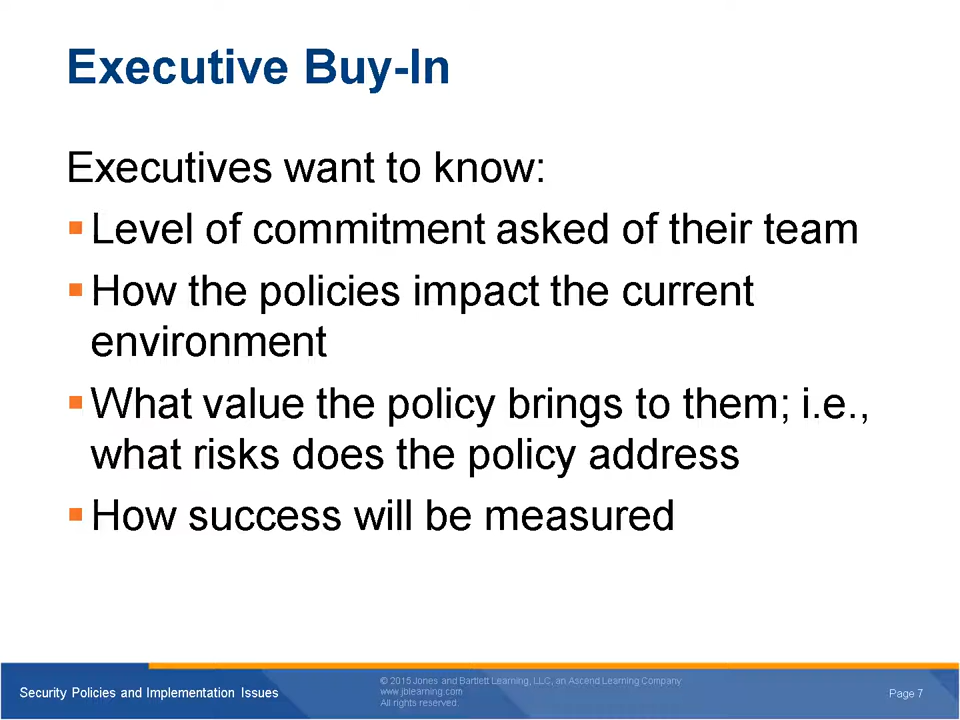 Executive Buy-In
Executives want to know:
▪Level of commitment asked of their team
▪How the policies impact the current
environment
▪What value the policy brings to them; i.e.,
what risks does the policy address
▪How success will be measured
Security Policies and Implementation Issues
© 2015 Jones and Bartlett Learning, LLC, an Ascend Learning Company
www.jblearning.com
All rights reserved.
Page 7